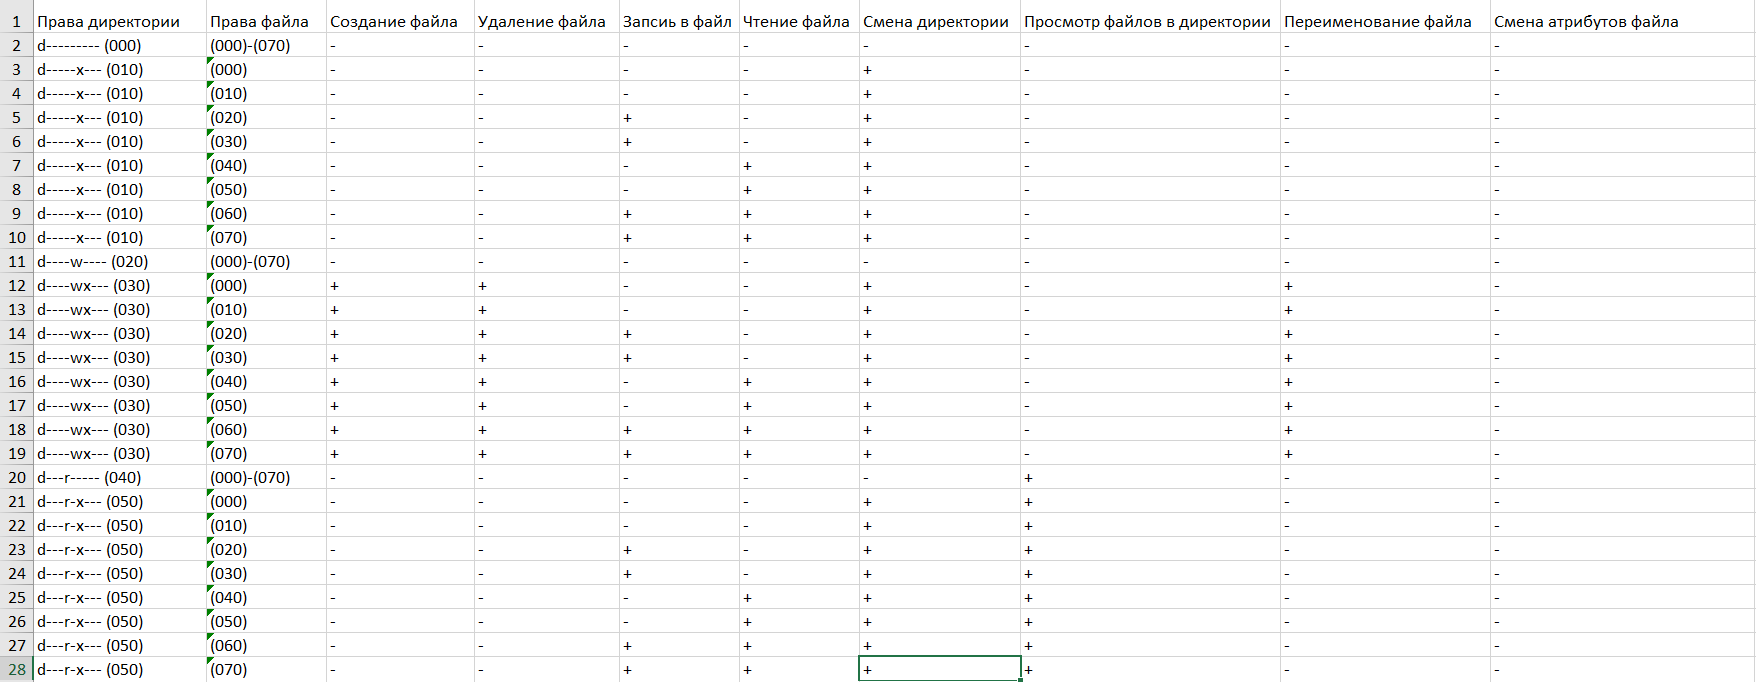 1 Права директории Права файла Создание файла Удаление файла Запсиь в файл Чтение файла Смена директории Просмотр файлов в директории Переименование файла Смена атрибутов файла
2 d--------- (000) (000)-(070) - - - - - - - -
3 d-----x--- (010) (000) - - - - + - - -
4 d-----x--- (010) (010) - - - - + - - -
5 d-----x--- (010) (020) - - + - + - - -
6 d-----x--- (010) (030) - - + - + - - -
7 d-----x--- (010) (040) - - - + + - - -
8 d-----x--- (010) (050) - - - + + - - -
9 d-----x--- (010) (060) - - + + + - - -
10 d-----x--- (010) (070) - - + + + - - -
11 d----w---- (020) (000)-(070) - - - - - - - -
12 d----wx--- (030) (000) + + - - + - + -
13 d----wx--- (030) (010) + + - - + - + -
14 d----wx--- (030) (020) + + + - + - + -
15 d----wx--- (030) (030) + + + - + - + -
16 d----wx--- (030) (040) + + - + + - + -
17 d----wx--- (030) (050) + + - + + - + -
18 d----wx--- (030) (060) + + + + + - + -
19 d----wx--- (030) (070) + + + + + - + -
20 d---r----- (040) (000)-(070) - - - - - + - -
21 d---r-x--- (050) (000) - - - - + + - -
22 d---r-x--- (050) (010) - - - - + + - -
23 d---r-x--- (050) (020) - - + - + + - -
24 d---r-x--- (050) (030) - - + - + + - -
25 d---r-x--- (050) (040) - - - + + + - -
26 d---r-x--- (050) (050) - - - + + + - -
27 d---r-x--- (050) (060) - - + + + + - -
28 d---r-x--- (050) (070) - - + + + + - -